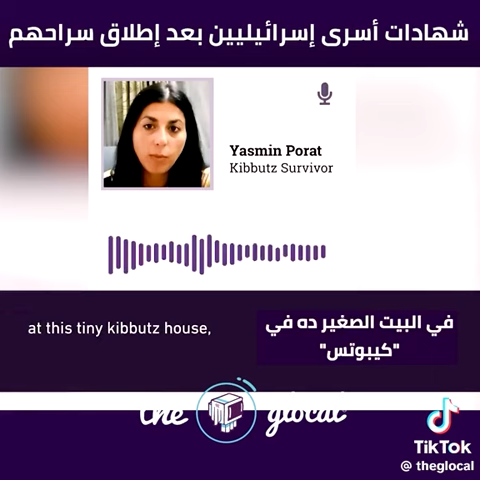 شهادات أسرى إسرائيليين بعد إطلاق سراحهم
Yasmin Porat
Kibbutz Survivor
at this tiny kibbutz house,
في البيت الصغير ده في
"كيبوتس"
the glocal
TikTok
@ theglocal